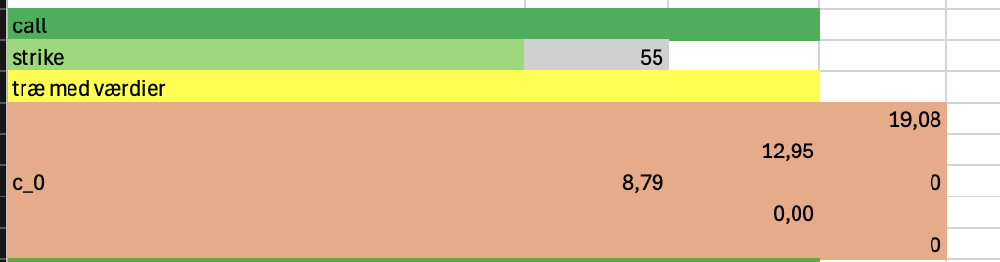 call
strike 55
træ med værdier
19,08
12,95
c_0 8,79 0
0,00
0